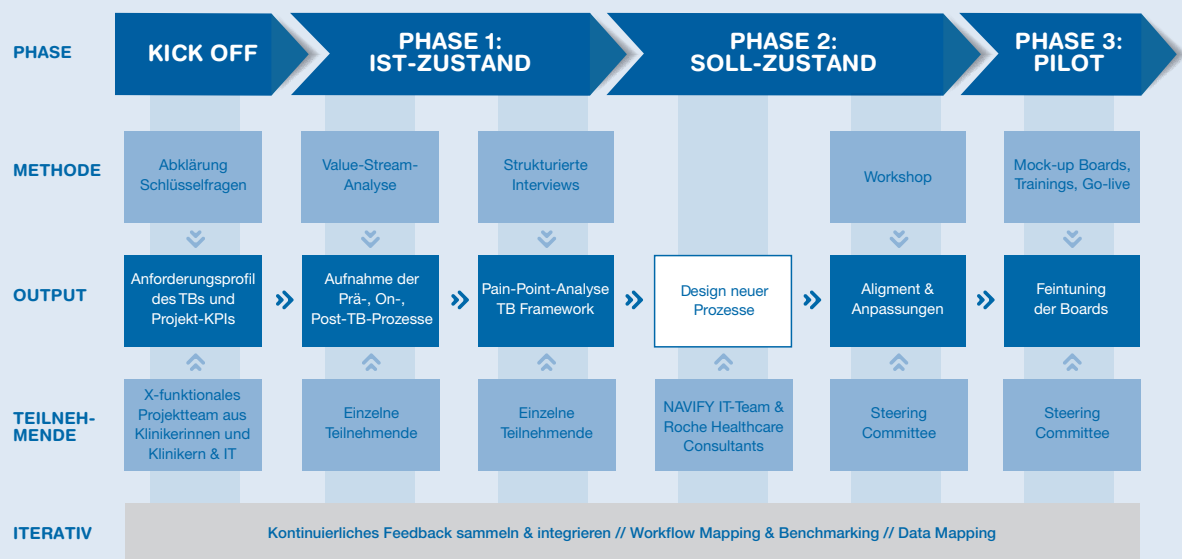 PHASE
KICK OFF
PHASE 1:
IST-ZUSTAND
PHASE 2:
SOLL-ZUSTAND
PHASE 3:
PILOT
METHODE
Abklärung
Schlüsselfragen
Value-Stream-
Analyse
Strukturierte
Interviews
Workshop
Mock-up Boards,
Trainings, Go-live
OUTPUT
Anforderungsprofil
des TBs und
Projekt-KPIs
Aufnahme der
Prä-, On-,
Post-TB-Prozesse
Pain-Point-Analyse
TB Framework
Design neuer
Prozesse
Aligment &
Anpassungen
Feintuning
der Boards
TEILNEH-
MENDE
X-funktionales
Projektteam aus
Klinikerinnen und
Klinikern & IT
Einzelne
Teilnehmende
Einzelne
Teilnehmende
NAVIFY IT-Team &
Roche Healthcare
Consultants
Steering
Committee
Steering
Committee
ITERATIV
Kontinuierliches Feedback sammeln & integrieren // Workflow Mapping & Benchmarking // Data Mapping